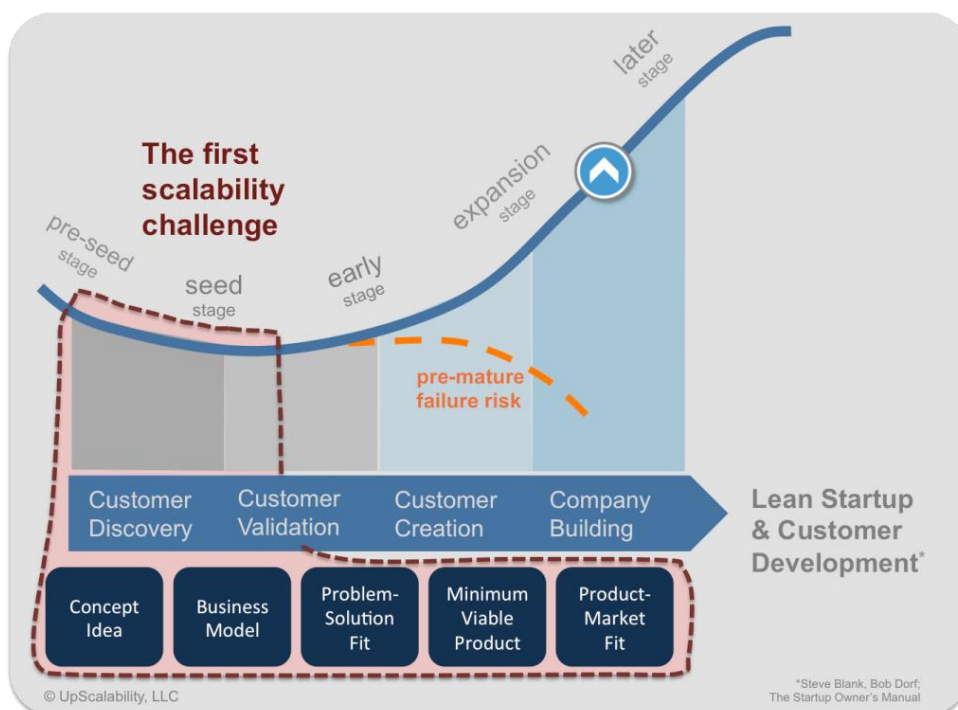 The first
scalability
challenge
pre-seed
stage
seed
stage
early
stage
expansion
stage
later
stage
pre-mature
failure risk
Customer
Discovery
Customer
Validation
Customer
Creation
Company
Building
Lean Startup
& Customer
Development*
Concept
Idea
Business
Model
Problem-
Solution
Fit
Minimum
Viable
Product
Product-
Market
Fit
© UpScalability, LLC
*Steve Blank, Bob Dorf;
The Startup Owner's Manual